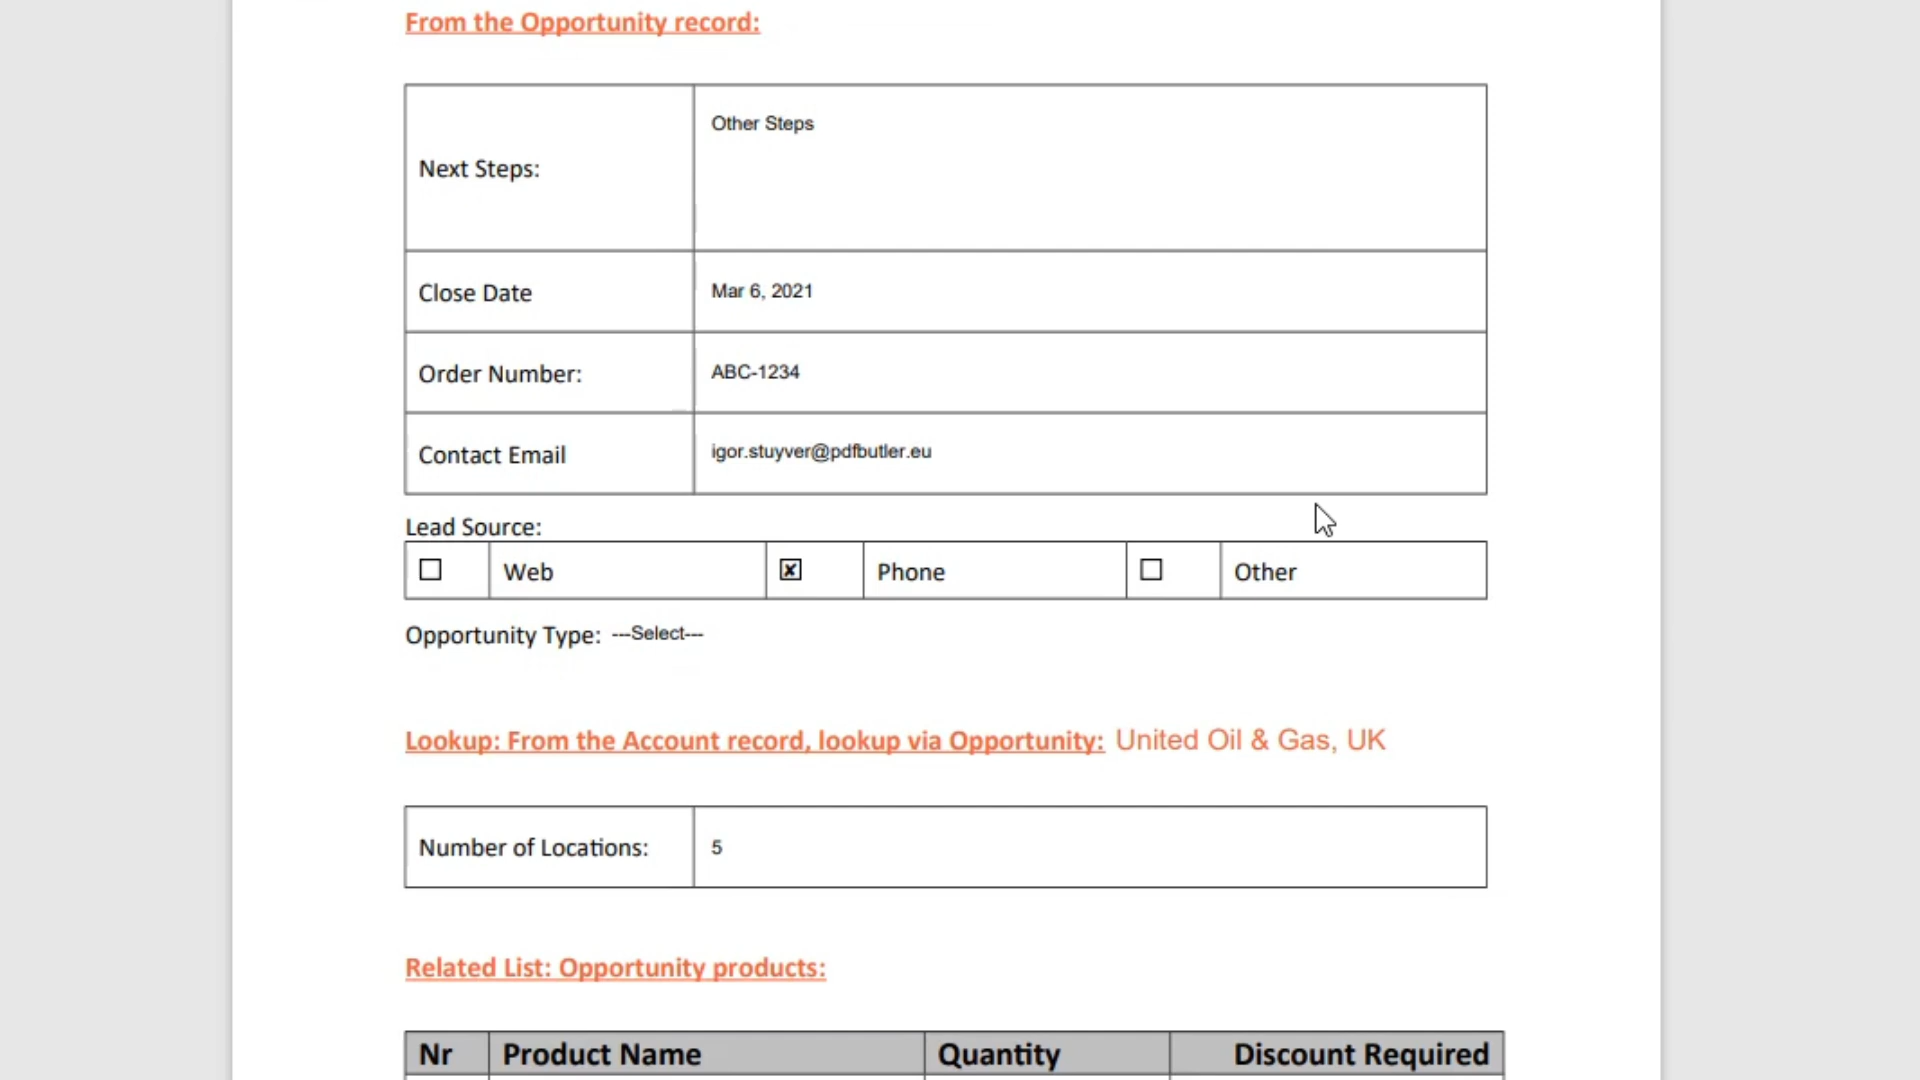 From the Opportunity record:
Next Steps: Other Steps
Close Date Mar 6, 2021
Order Number: ABC-1234
Contact Email igor.stuyver@pdfbutler.eu
Lead Source:
Web Phone Other
Opportunity Type: ---Select---
Lookup: From the Account record, lookup via Opportunity: United Oil & Gas, UK
Number of Locations: 5
Related List: Opportunity products:
Nr Product Name Quantity Discount Required